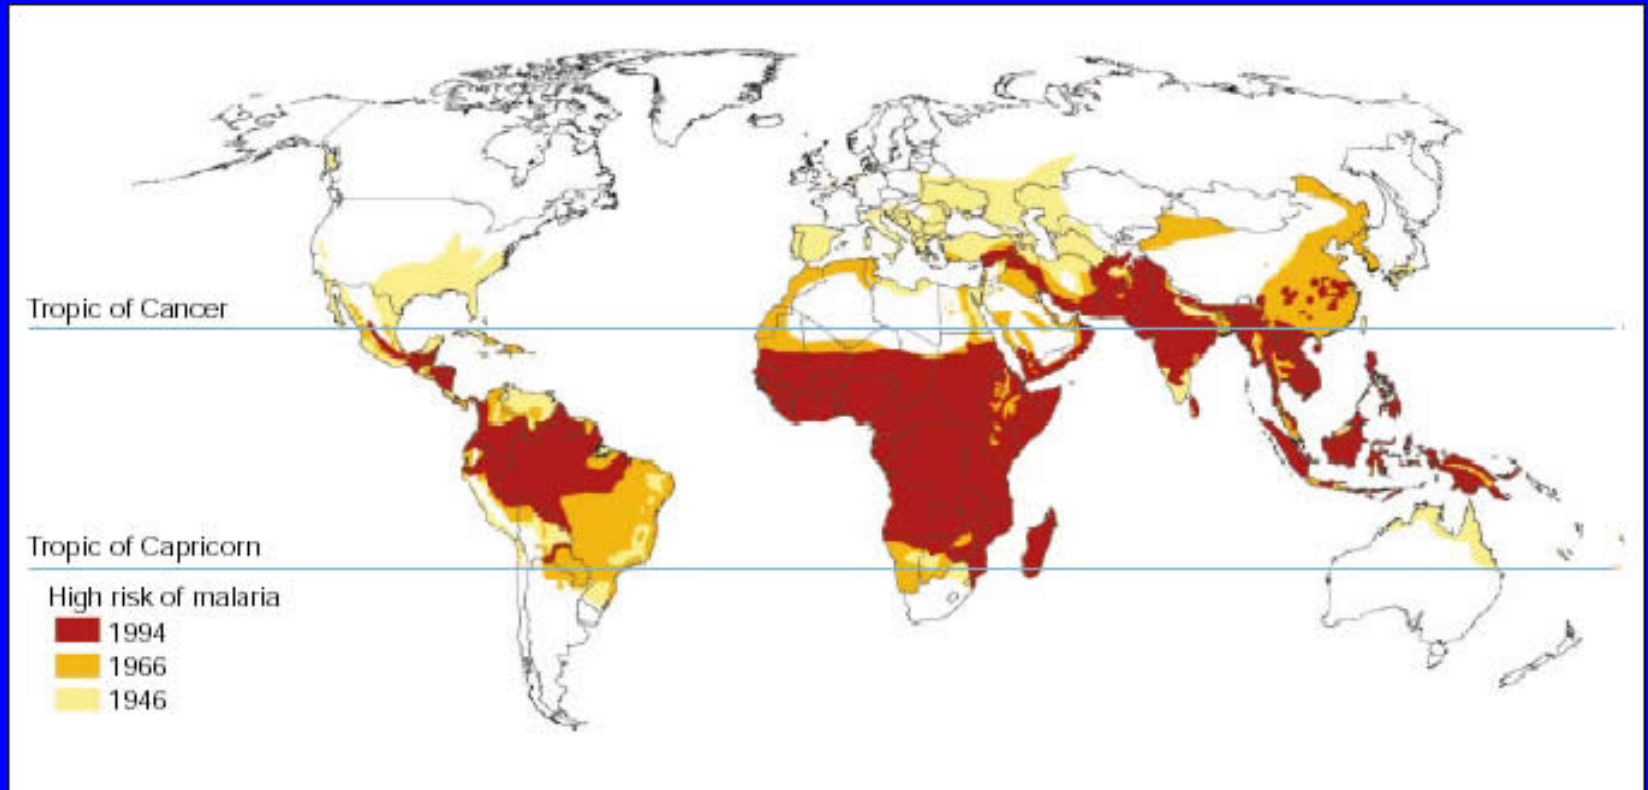 Tropic of Cancer
Tropic of Capricorn
High risk of malaria
1994
1966
1946